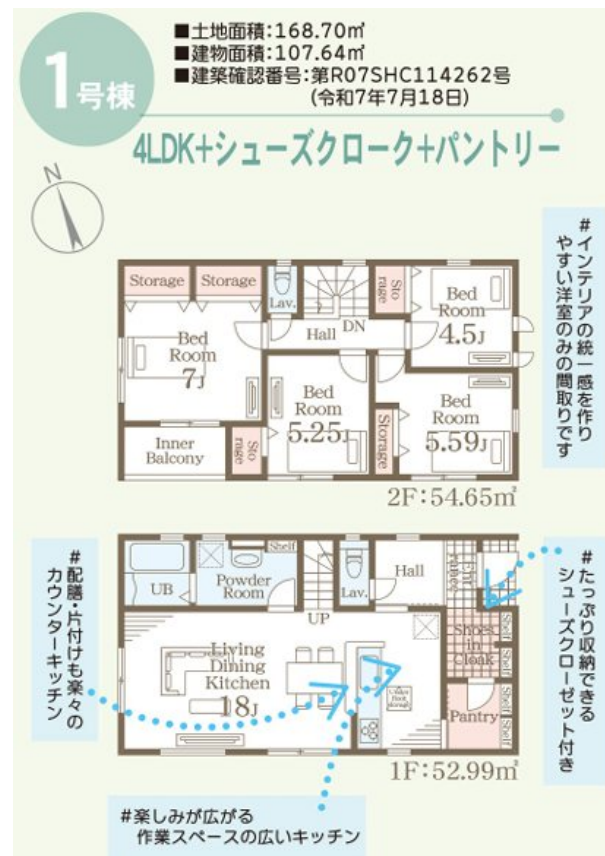 1号棟
■土地面積:168.70㎡
■建物面積:107.64㎡
■建築確認番号:第R07SHC114262号
(令和7年7月18日)
4LDK+シューズクローク+パントリー
N
#インテリアの統一感を作り
やすい洋室のみの間取りです
Storage
Storage
Lav.
Sto
rage
Bed
Room
4.5J
Hall
DN
Bed
Room
7J
Bed
Room
5.25J
Bed
Room
5.59J
Storage
Inner
Balcony
Sto
rage
2F:54.65㎡
#配膳・片付けも楽々の
カウンターキッチン
UB
Powder
Room
Shelf
UP
Lav.
Hall
Ent
rance
Shoes
in
Cloak
Shelf
Shelf
Living
Dining
Kitchen
18J
Under
floor
storage
Pantry
Shelf
Shelf
1F:52.99㎡
#たっぷり収納できる
シューズクローゼット付き
#楽しみが広がる
作業スペースの広いキッチン